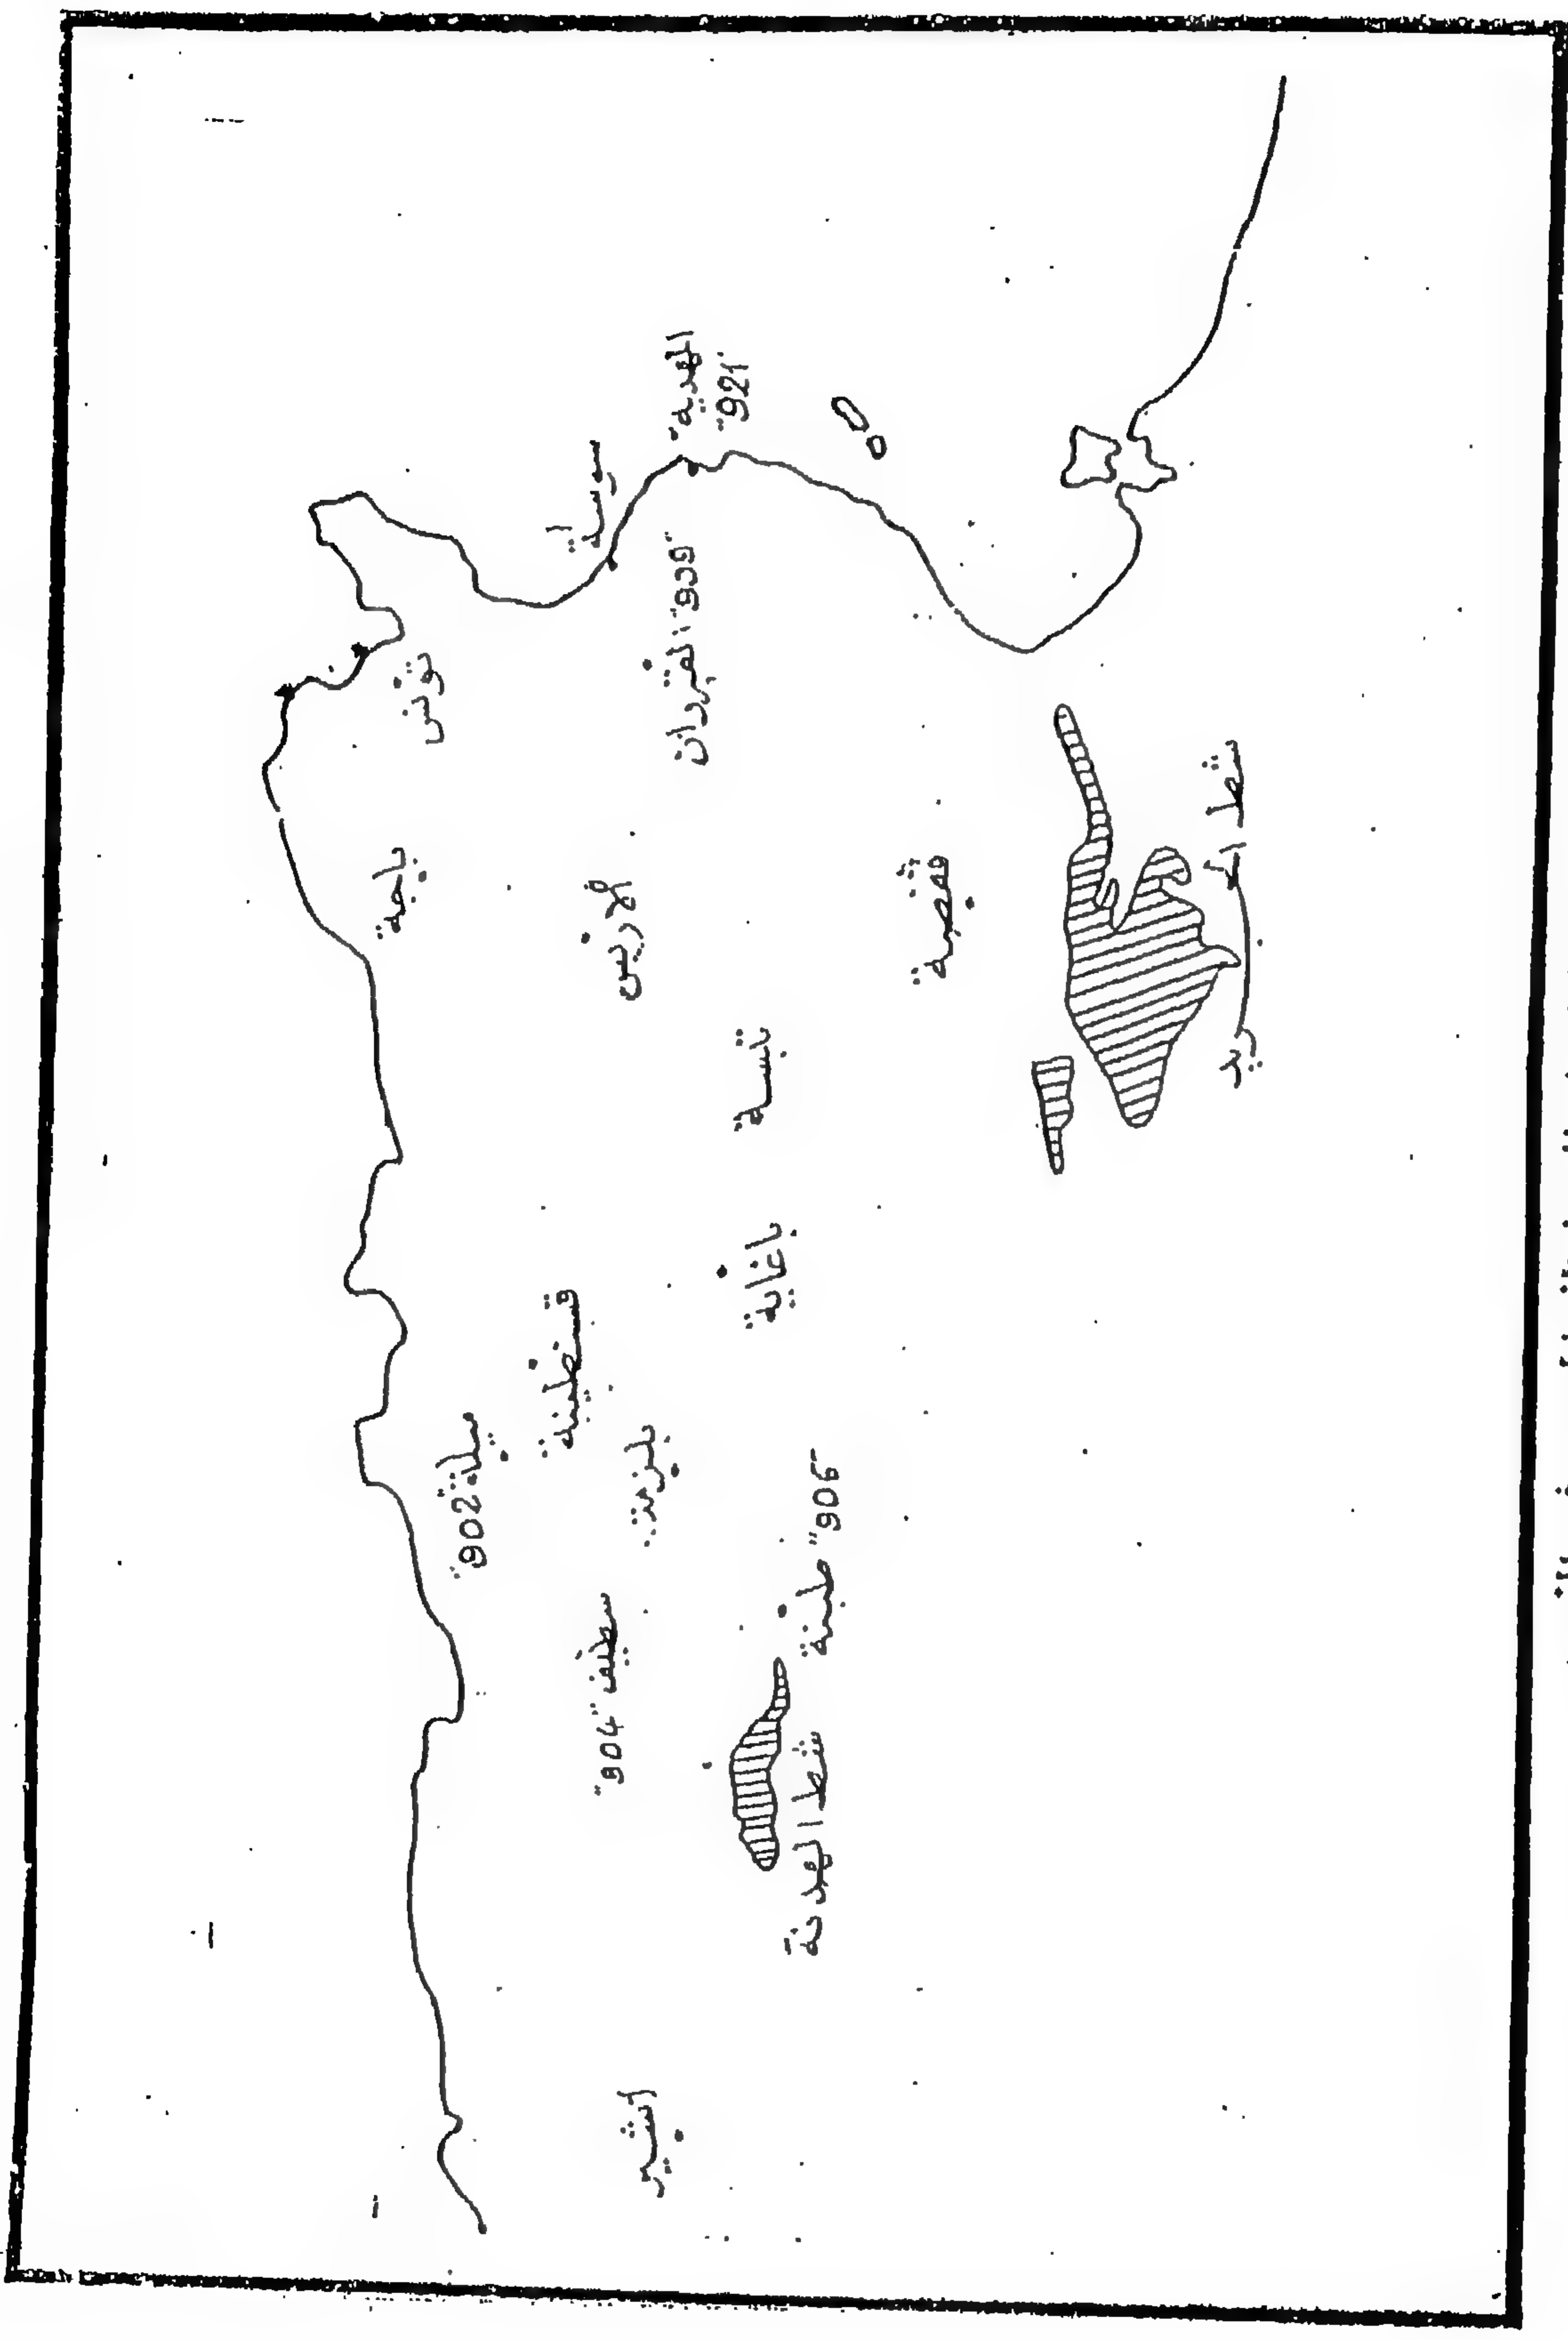 المهدية
"921"
سوسة
"909" القيروان
تونس
باجة
الأربس
قفصة
شط الجريد
تبسة
باغاية
قسنطينة
ميلة "902"
بلزمة
"906" طبنة
سطيف "904"
شط الهدنة
أشير